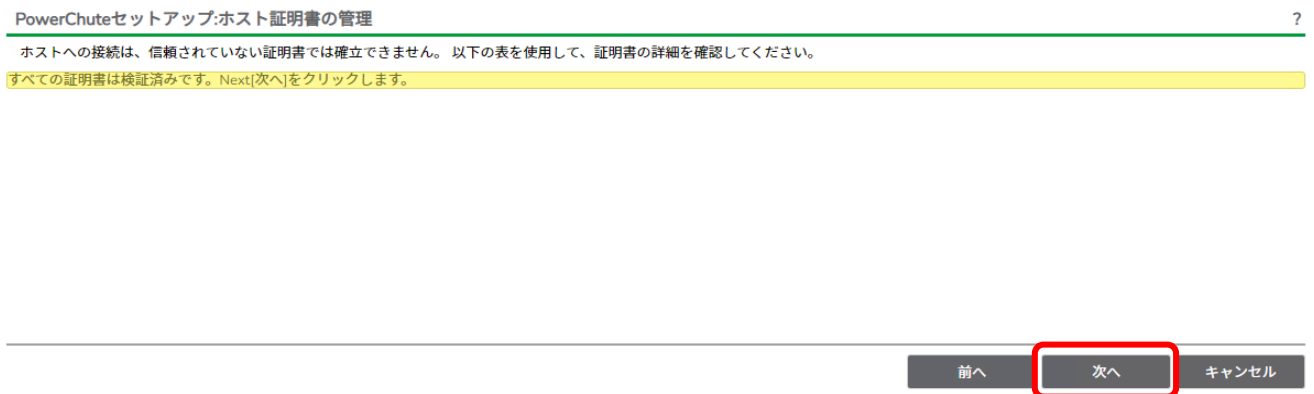 PowerChuteセットアップ:ホスト証明書の管理 ?
ホストへの接続は、信頼されていない証明書では確立できません。 以下の表を使用して、証明書の詳細を確認してください。
すべての証明書は検証済みです。Next[次へ]をクリックします。
前へ 次へ キャンセル